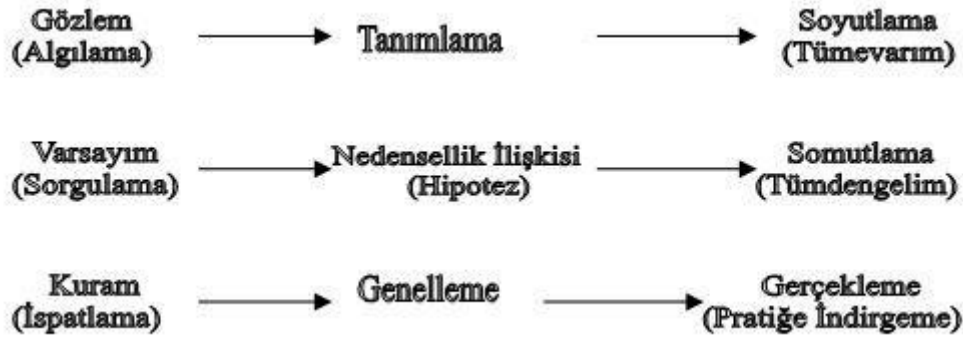 Gözlem
(Algılama)
Tanımlama
Soyutlama
(Tümevarım)
Varsayım
(Sorgulama)
Nedensellik İlişkisi
(Hipotez)
Somutlama
(Tümdengelim)
Kuram
(İspatlama)
Genelleme
Gerçekleme
(Pratiğe İndirgeme)